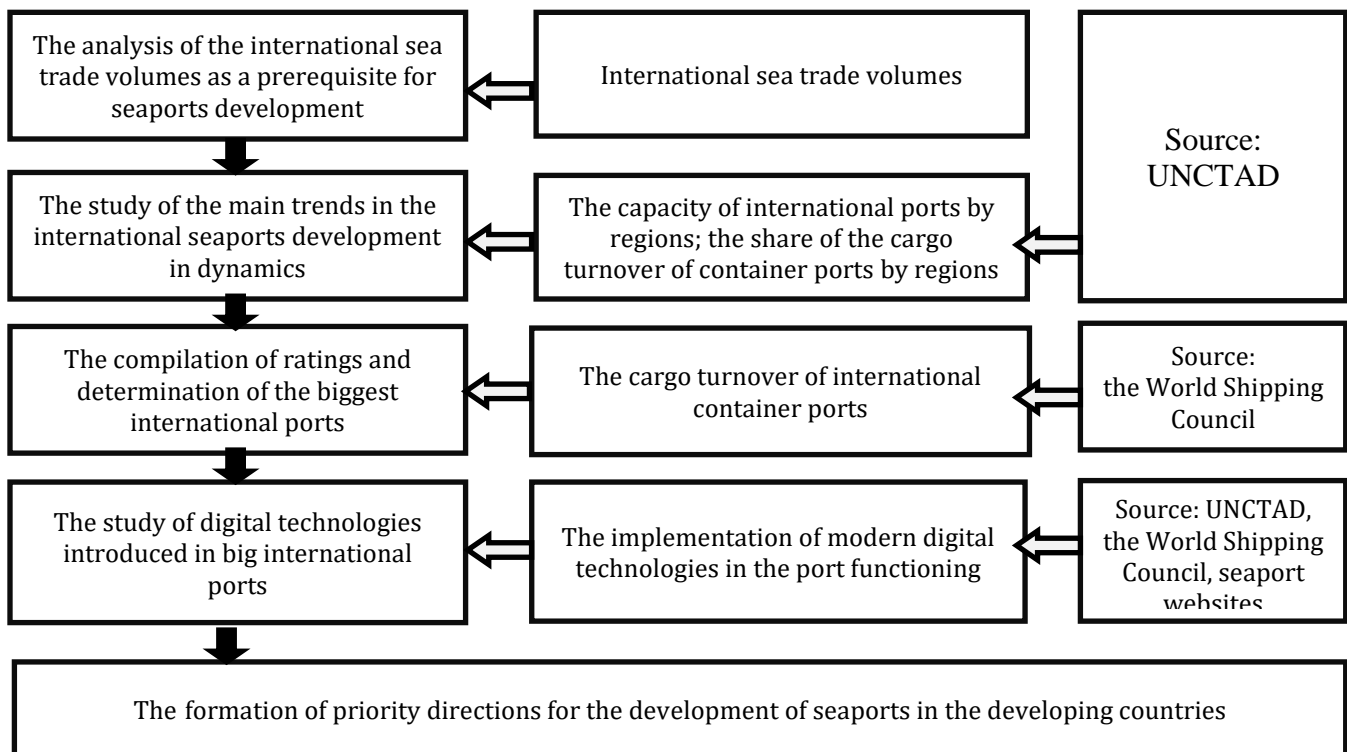 The analysis of the international sea
trade volumes as a prerequisite for
seaports development
International sea trade volumes
Source:
UNCTAD
The study of the main trends in the
international seaports development
in dynamics
The capacity of international ports by
regions; the share of the cargo
turnover of container ports by regions
The compilation of ratings and
determination of the biggest
international ports
The cargo turnover of international
container ports
Source:
the World Shipping
Council
The study of digital technologies
introduced in big international
ports
The implementation of modern digital
technologies in the port functioning
Source: UNCTAD,
the World Shipping
Council, seaport
websites
The formation of priority directions for the development of seaports in the developing countries